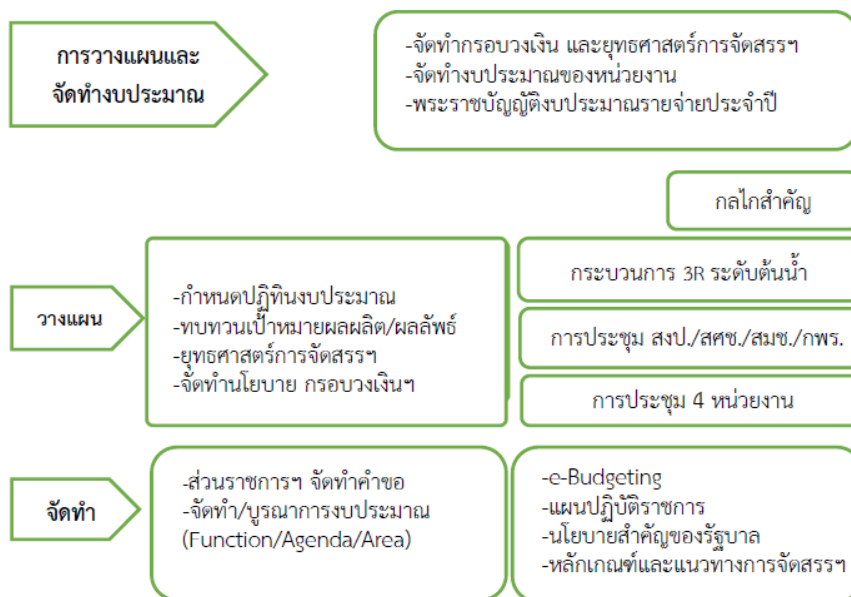 การวางแผนและ
จัดทำงบประมาณ
-จัดทำกรอบวงเงิน และยุทธศาสตร์การจัดสรรฯ
-จัดทำงบประมาณของหน่วยงาน
-พระราชบัญญัติงบประมาณรายจ่ายประจำปี
กลไกสำคัญ
วางแผน
-กำหนดปฏิทินงบประมาณ
-ทบทวนเป้าหมายผลผลิต/ผลลัพธ์
-ยุทธศาสตร์การจัดสรรฯ
-จัดทำนโยบาย กรอบวงเงินฯ
กระบวนการ 3R ระดับต้นน้ำ
การประชุม สงป./สศช./สมช./กพร.
การประชุม 4 หน่วยงาน
จัดทำ
-ส่วนราชการฯ จัดทำคำขอ
-จัดทำ/บูรณาการงบประมาณ
(Function/Agenda/Area)
-e-Budgeting
-แผนปฏิบัติราชการ
-นโยบายสำคัญของรัฐบาล
-หลักเกณฑ์และแนวทางการจัดสรรฯ